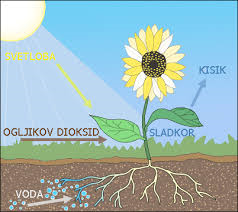 SVETLOBA
KISIK
OGLJIKOV DIOKSID
SLADKOR
VODA